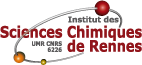 Institut des
Sciences Chimiques
UMR CNRS 6226 de Rennes